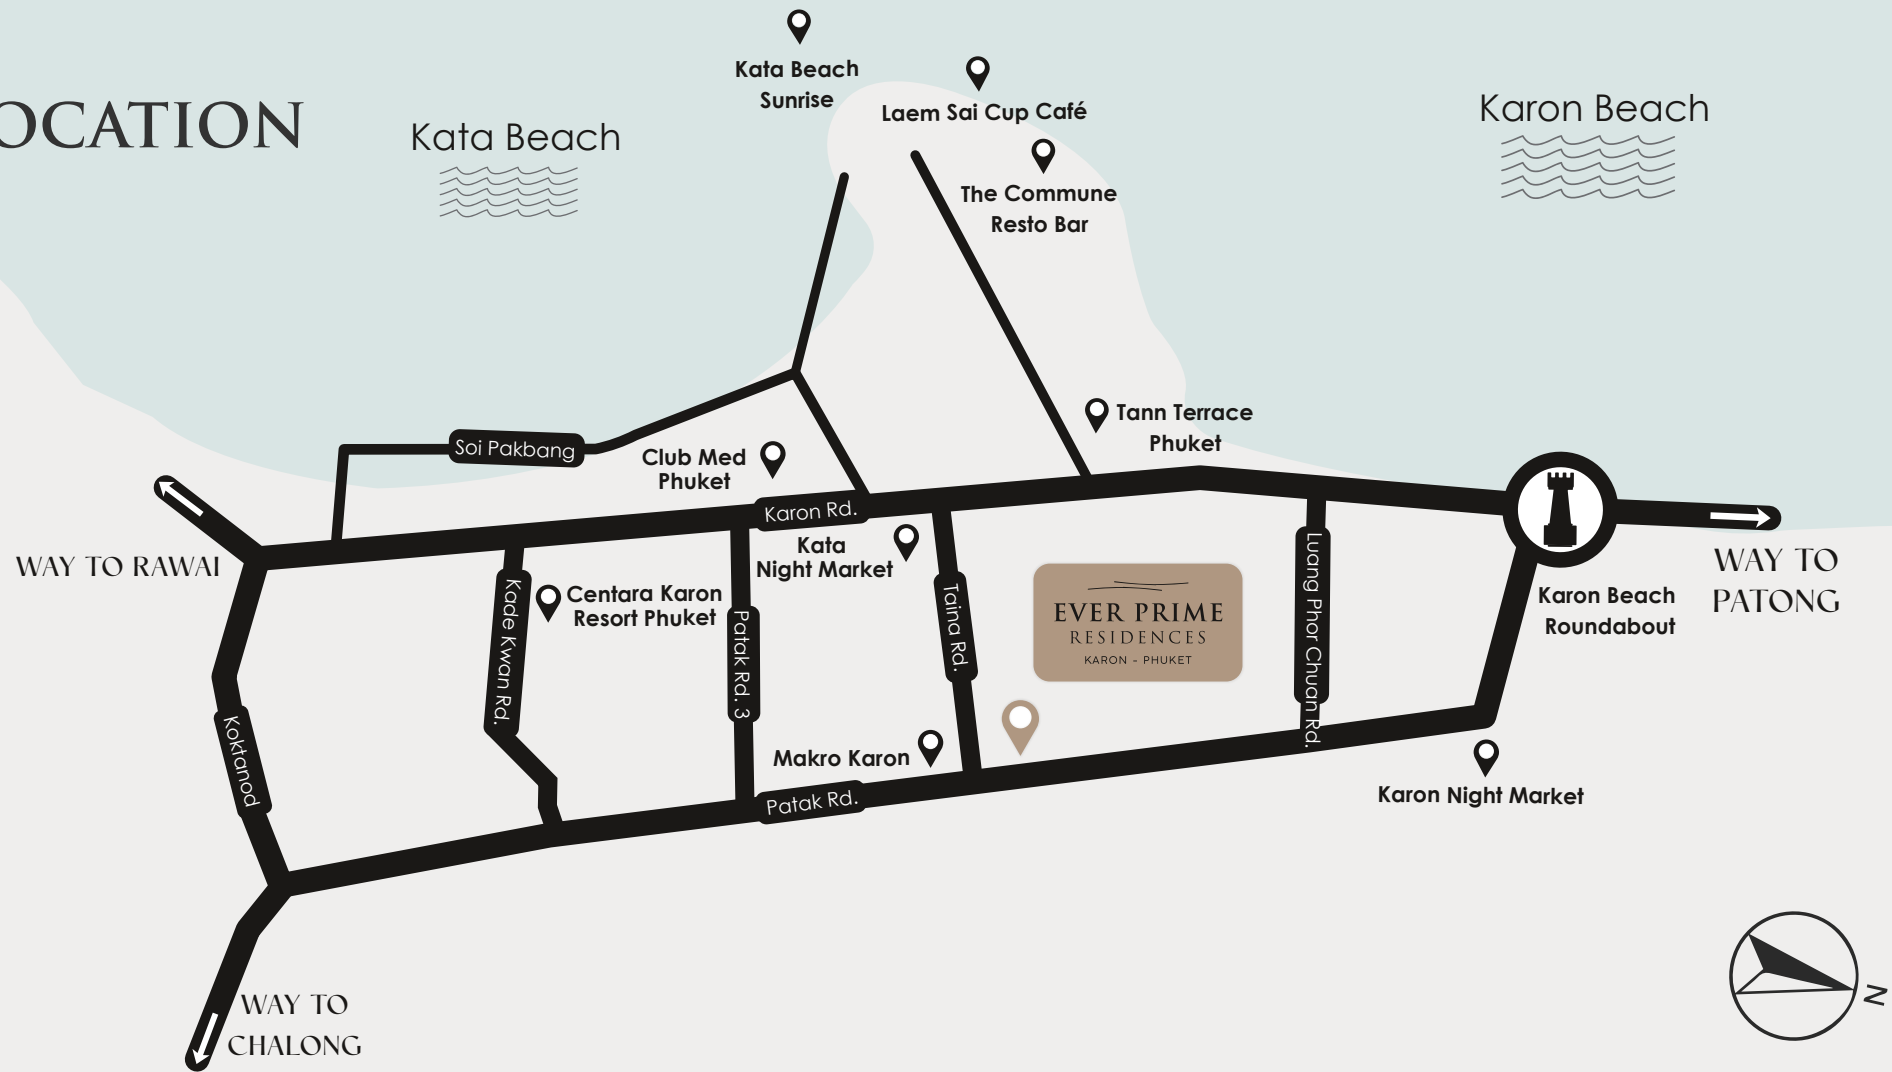 OCATION
Kata Beach
Kata Beach
Sunrise
Laem Sai Cup Café
The Commune
Resto Bar
Karon Beach
Tann Terrace
Phuket
Soi Pakbang
Club Med
Phuket
Karon Rd.
Kata
Night Market
WAY TO RAWAI
Kade Kwan Rd.
Centara Karon
Resort Phuket
Patak Rd. 3
Taina Rd.
EVER PRIME
RESIDENCES
KARON - PHUKET
Luang Phor Chuan Rd.
Karon Beach
Roundabout
WAY TO
PATONG
Koktanod
Makro Karon
Patak Rd.
Karon Night Market
WAY TO
CHALONG
N